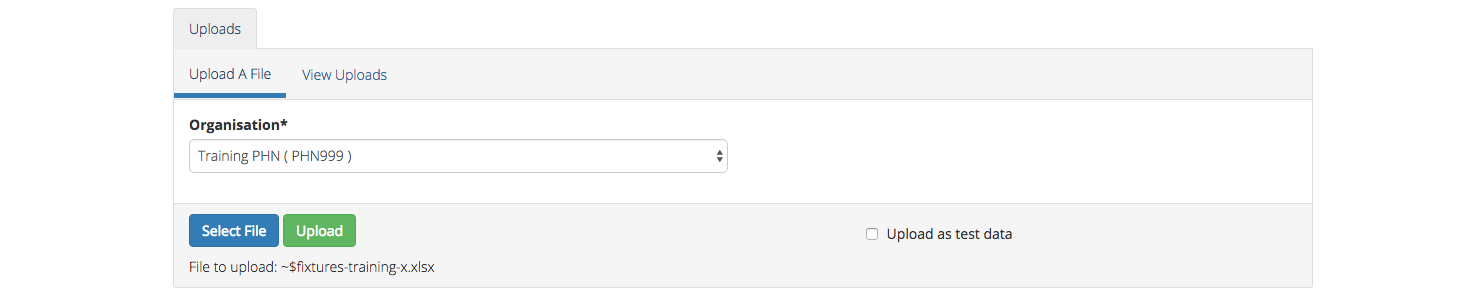 Uploads
Upload A File
View Uploads
Organisation*
Training PHN ( PHN999 )
Select File
Upload
Upload as test data
File to upload: ~$fixtures-training-x.xlsx